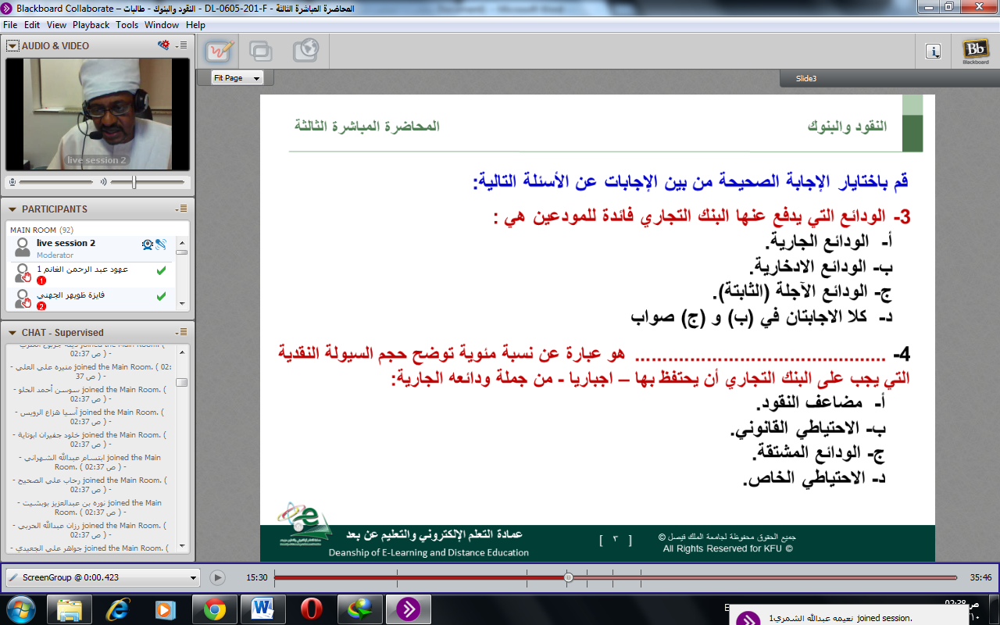 Blackboard Collaborate – النقود والبنوك - طالبات - DL-0605-201-F - المحاضرة المباشرة الثالثة
File Edit View Playback Tools Window Help
AUDIO & VIDEO
live session 2
PARTICIPANTS
MAIN ROOM (92)
live session 2
Moderator
عهود عبد الرحمن الغانم 1
1
فايزة ظويهر الجهني
2
CHAT - Supervised
- ( 02:37 ص
منيره علي العلي joined the Main Room. ( 02:37 ص ) -
سوسن أحمد الحلو joined the Main Room. ( 02:37 ص ) -
آسيا هزاع الرويس joined the Main Room. ( 02:37 ص ) -
خلود جفيران ابوثاية joined the Main Room. ( 02:37 ص ) -
ابتسام عبدالله الشهراني joined the Main Room. ( 02:37 ص ) -
رحاب علي الصحيح joined the Main Room. ( 02:37 ص ) -
نوره بن عبدالعزيز بوبشيت joined the Main Room. ( 02:37 ص ) -
رزان عبدالله الحربي joined the Main Room. ( 02:37 ص ) -
جواهر علي الجعيدي joined the Main Room. (
Fit Page
Bb
Blackboard
Slide3
النقود والبنوك
المحاضرة المباشرة الثالثة
قم باختايار الإجابة الصحيحة من بين الإجابات عن الأسئلة التالية:
3- الودائع التي يدفع عنها البنك التجاري فائدة للمودعين هي :
أ- الودائع الجارية.
ب- الودائع الادخارية.
ج- الودائع الآجلة (الثابتة).
د- كلا الاجابتان في (ب) و (ج) صواب
4- ........................................ هو عبارة عن نسبة مئوية توضح حجم السيولة النقدية
التي يجب على البنك التجاري أن يحتفظ بها – اجباريا - من جملة ودائعه الجارية:
أ- مضاعف النقود.
ب- الاحتياطي القانوني.
ج- الودائع المشتقة.
د- الاحتياطي الخاص.
عمادة التعلم الإلكتروني والتعليم عن بعد
Deanship of E-Learning and Distance Education
[ ٣ ]
جميع الحقوق محفوظة لجامعة الملك فيصل ©
All Rights Reserved for KFU ©
ScreenGroup @ 0:00.423
15:30
35:46
نعيمه عبدالله الشمري1 joined session.